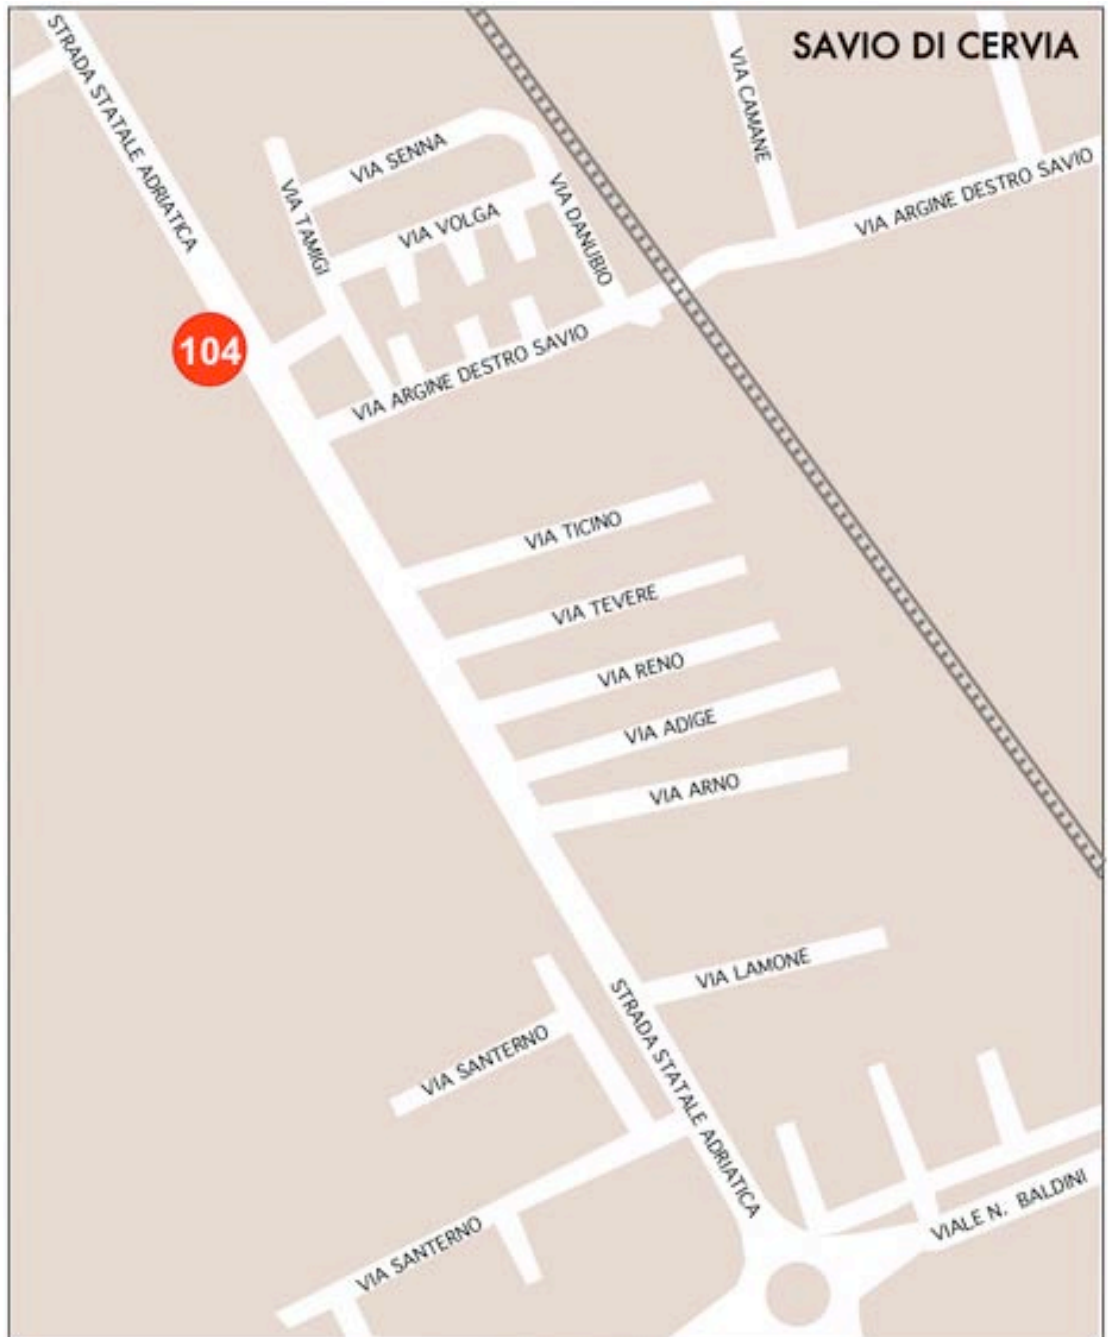 SAVIO DI CERVIA
STRADA STATALE ADRIATICA
VIA CAMANE
VIA SENNA
VIA TAMIGI
VIA VOLGA
VIA DANUBIO
VIA ARGINE DESTRO SAVIO
104
VIA ARGINE DESTRO SAVIO
VIA TICINO
VIA TEVERE
VIA RENO
VIA ADIGE
VIA ARNO
VIA LAMONE
STRADA STATALE ADRIATICA
VIA SANTERNO
VIALE N. BALDINI
VIA SANTERNO